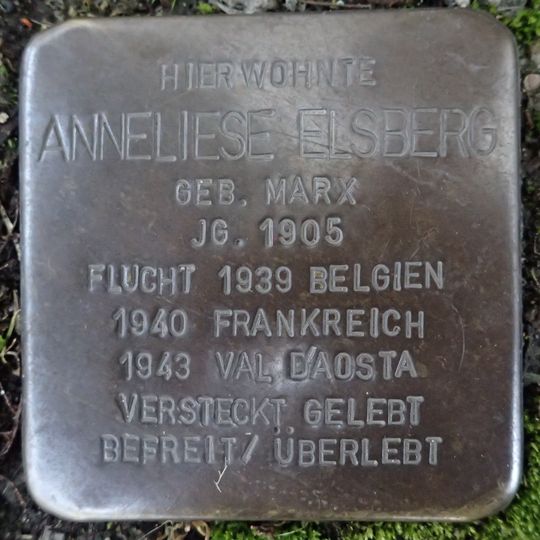 HIER WOHNTE
ANNELIESE ELSBERG
GEB. MARX
JG. 1905
FLUCHT 1939 BELGIEN
1940 FRANKREICH
1943 VAL D'AOSTA
VERSTECKT GELEBT
BEFREIT/ ÜBERLEBT